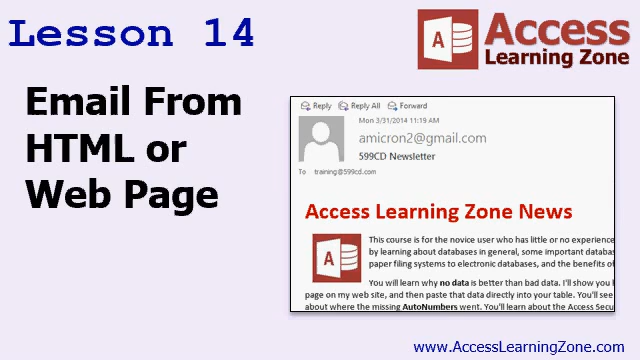 Lesson 14
Access
Learning Zone
Email From
HTML or
Web Page
Reply Reply All Forward
Mon 3/31/2014 11:19 AM
amicron2@gmail.com
599CD Newsletter
To training@599cd.com
Access Learning Zone News
This course is for the novice user who has little or no experience
by learning about databases in general, some important databas
paper filing systems to electronic databases, and the benefits of
You will learn why no data is better than bad data. I'll show you h
page on my web site, and then paste that data directly into your table. You'll see
about where the missing AutoNumbers went. You'll learn about the Access Sec
www.AccessLearningZone.com